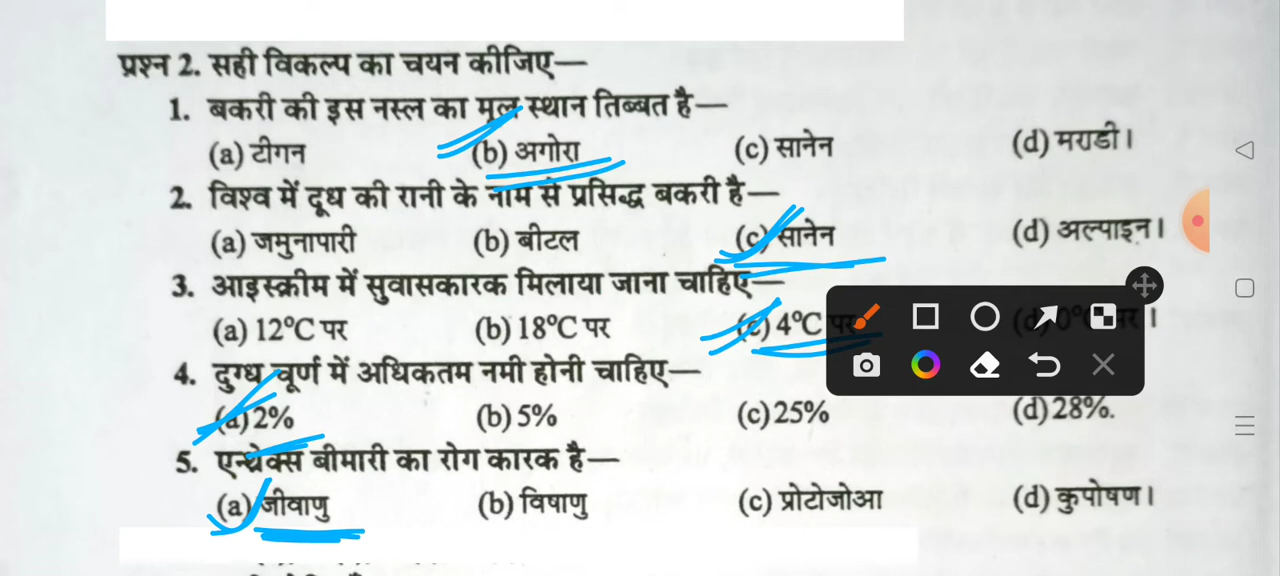 प्रश्न 2. सही विकल्प का चयन कीजिए—
1. बकरी की इस नस्ल का मूल स्थान तिब्बत है—
(a) टीगन (b) अगोरा (c) सानेन (d) मराडी।
2. विश्व में दूध की रानी के नाम से प्रसिद्ध बकरी है—
(a) जमुनापारी (b) बीटल (c) सानेन (d) अल्पाइन।
3. आइस्क्रीम में सुवासकारक मिलाया जाना चाहिए—
(a) 12°C पर (b) 18°C पर (c) 4°C पर (d) 0°C पर।
4. दुग्ध चूर्ण में अधिकतम नमी होनी चाहिए—
(a) 2% (b) 5% (c) 25% (d) 28%.
5. एन्थ्रेक्स बीमारी का रोग कारक है—
(a) जीवाणु (b) विषाणु (c) प्रोटोजोआ (d) कुपोषण।